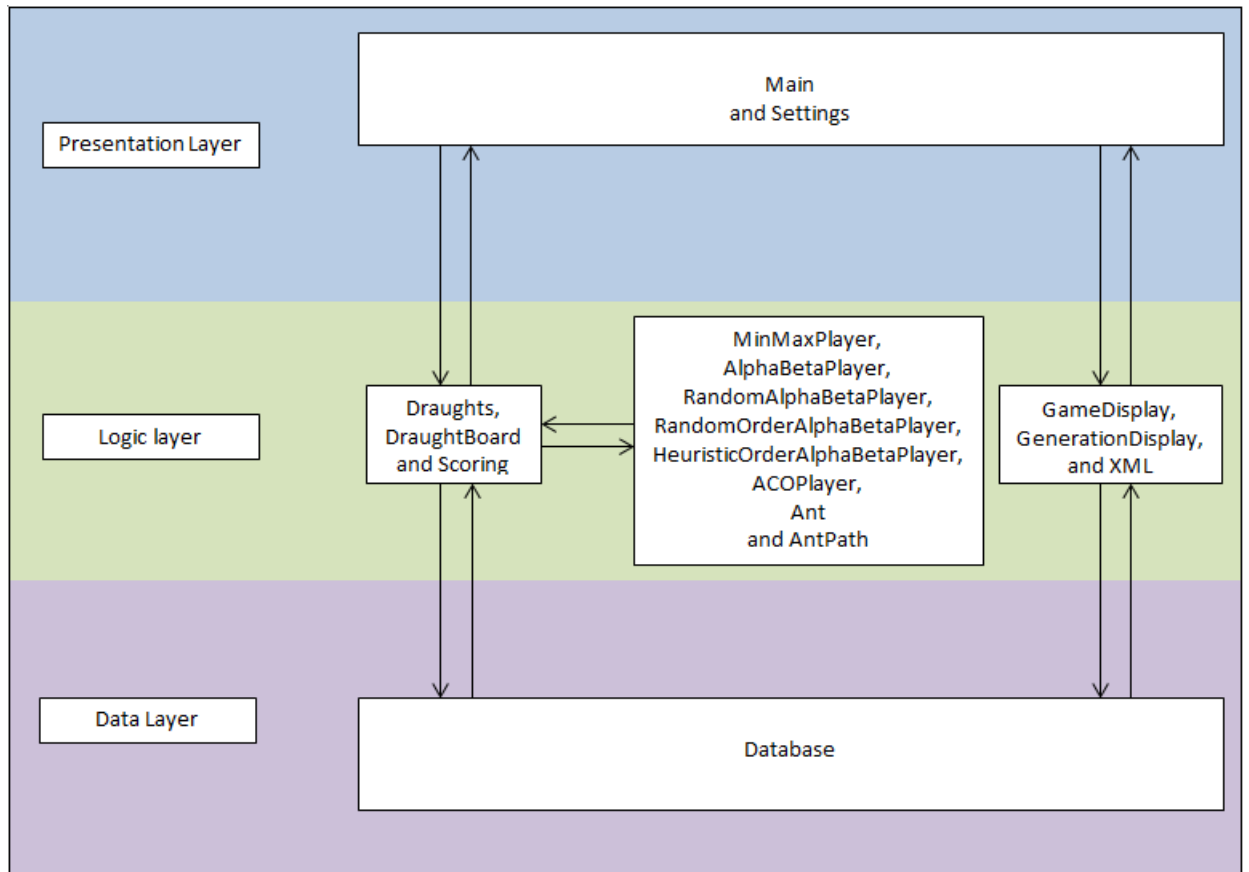 Main
and Settings
Presentation Layer
Logic layer
Draughts,
DraughtBoard
and Scoring
MinMaxPlayer,
AlphaBetaPlayer,
RandomAlphaBetaPlayer,
RandomOrderAlphaBetaPlayer,
HeuristicOrderAlphaBetaPlayer,
ACOPlayer,
Ant
and AntPath
GameDisplay,
GenerationDisplay,
and XML
Data Layer
Database